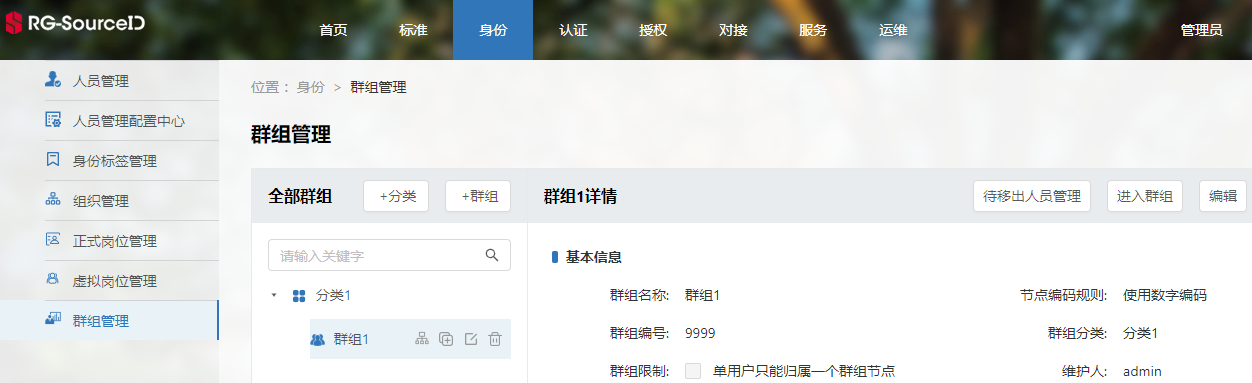 RG-SourceID 首页 标准 身份 认证 授权 对接 服务 运维 管理员
人员管理
人员管理配置中心
身份标签管理
组织管理
正式岗位管理
虚拟岗位管理
群组管理
位置： 身份 > 群组管理
群组管理
全部群组 +分类 +群组
请输入关键字
分类1
群组1
群组1详情 待移出人员管理 进入群组 编辑
基本信息
群组名称: 群组1 节点编码规则: 使用数字编码
群组编号: 9999 群组分类: 分类1
群组限制: 单用户只能归属一个群组节点 维护人: admin